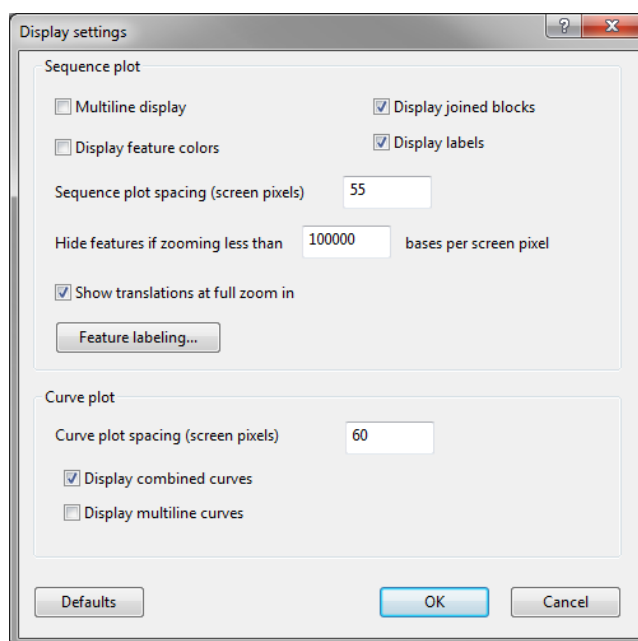 Display settings
Sequence plot
Multiline display
Display joined blocks
Display feature colors
Display labels
Sequence plot spacing (screen pixels) 55
Hide features if zooming less than 100000 bases per screen pixel
Show translations at full zoom in
Feature labeling...
Curve plot
Curve plot spacing (screen pixels) 60
Display combined curves
Display multiline curves
Defaults OK Cancel